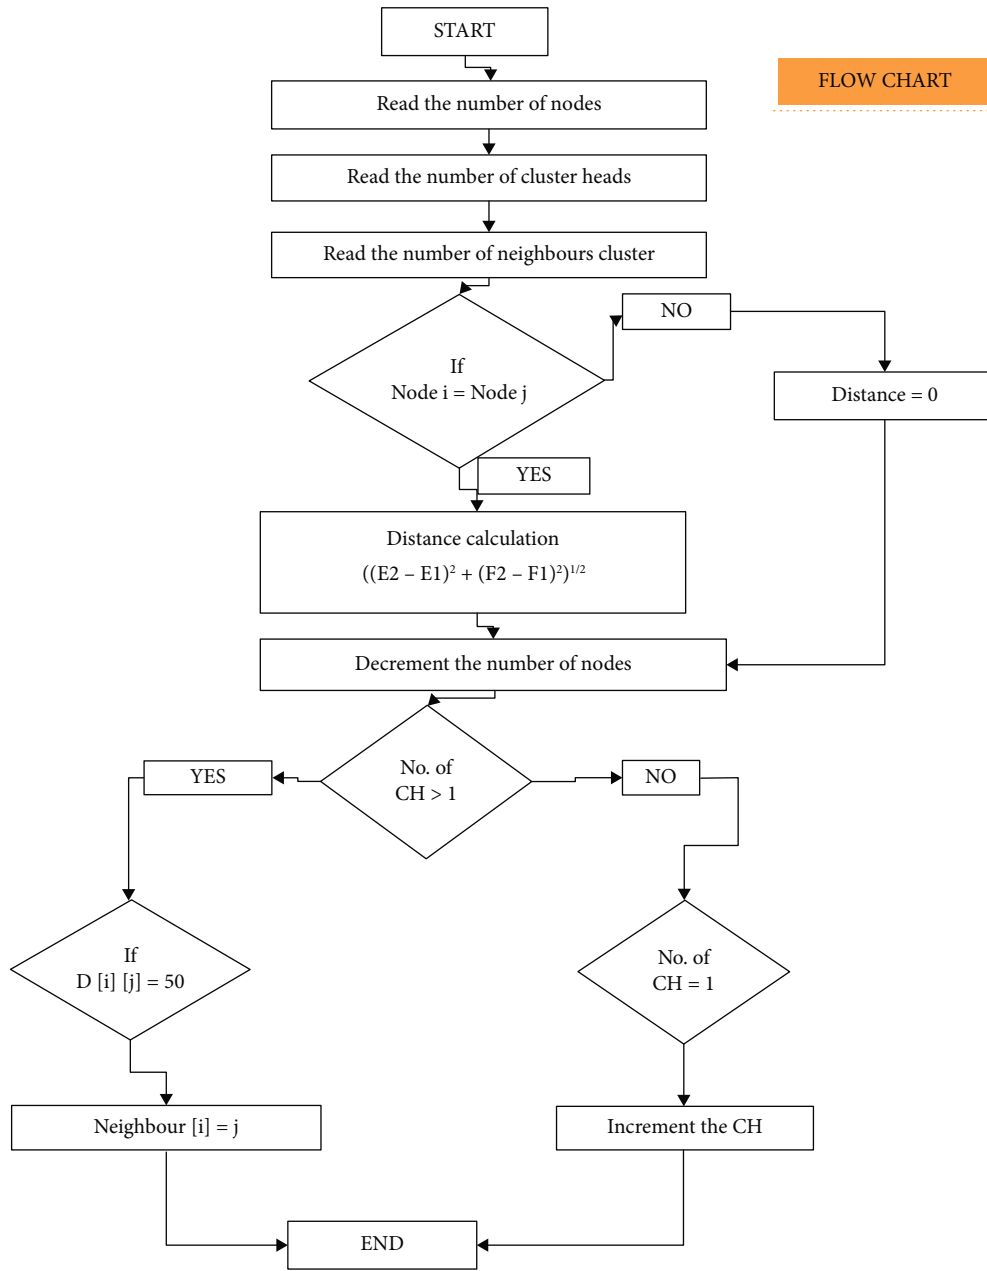 START
FLOW CHART
Read the number of nodes
Read the number of cluster heads
Read the number of neighbours cluster
NO
If
Node i = Node j
Distance = 0
YES
Distance calculation
((E2 – E1)² + (F2 – F1)²)¹/²
Decrement the number of nodes
YES
No. of
CH > 1
NO
If
D [i] [j] = 50
No. of
CH = 1
Neighbour [i] = j
Increment the CH
END